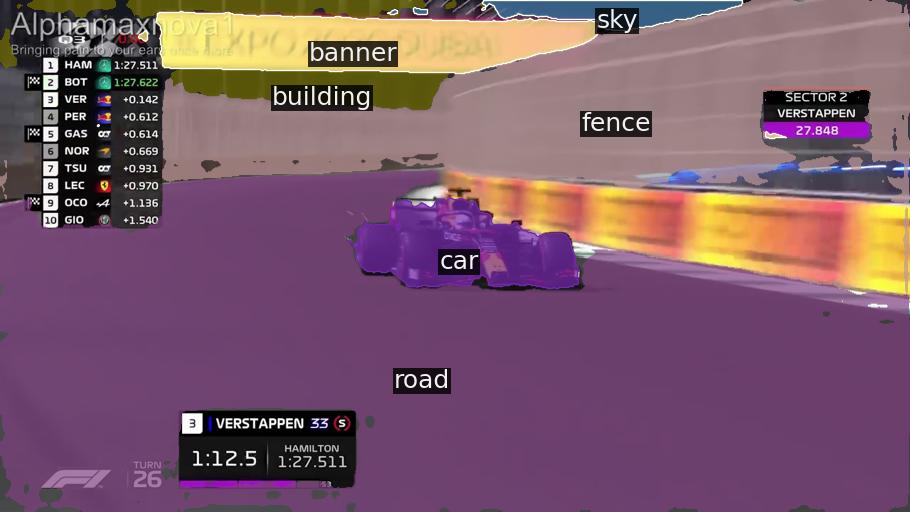 Alphamaxnova1
Bringing pain to your ears once more
Q3
1 HAM 1:27.511
2 BOT 1:27.622
3 VER +0.142
4 PER +0.612
5 GAS +0.614
6 NOR +0.669
7 TSU +0.931
8 LEC +0.970
9 OCO +1.136
10 GIO +1.540
sky
banner
building
fence
SECTOR 2
VERSTAPPEN
27.848
car
road
3 VERSTAPPEN 33 S
1:12.5
HAMILTON
1:27.511
F1
TURN
26